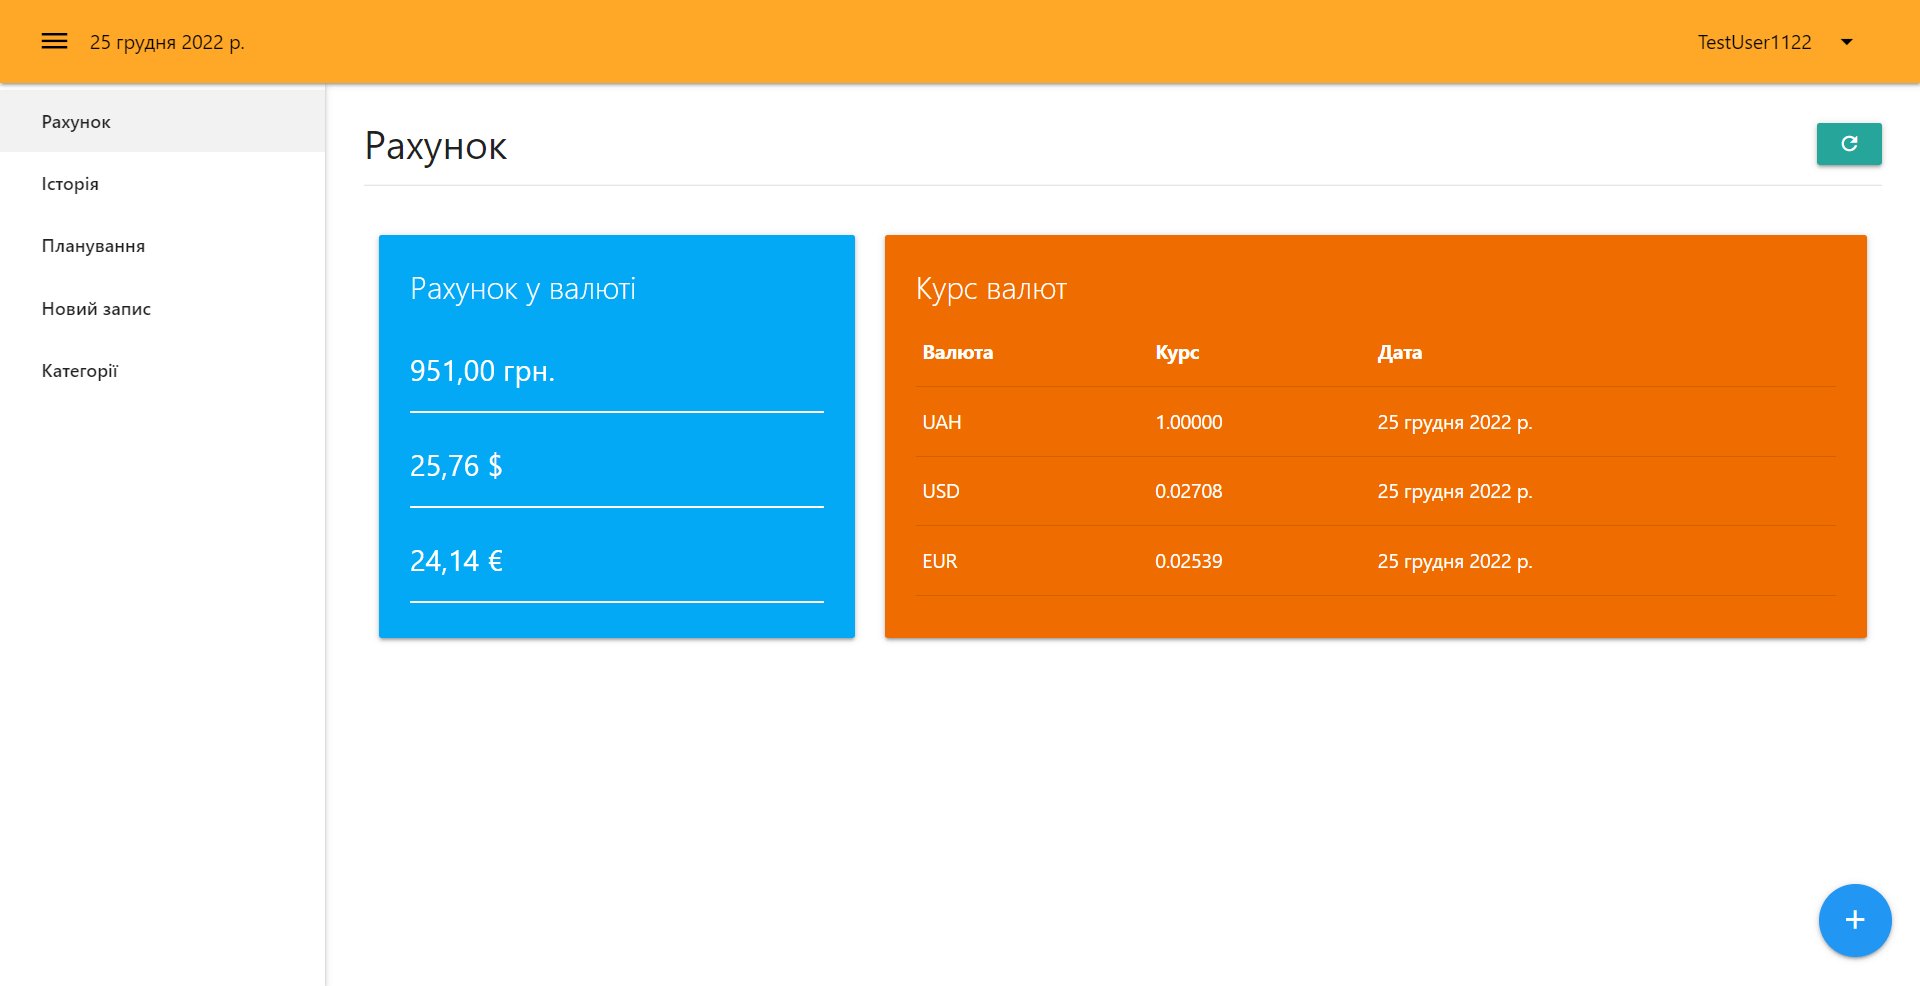 25 грудня 2022 р.
TestUser1122
Рахунок
Історія
Планування
Новий запис
Категорії
Рахунок
Рахунок у валюті
951,00 грн.
25,76 $
24,14 €
Курс валют
Валюта Курс Дата
UAH 1.00000 25 грудня 2022 р.
USD 0.02708 25 грудня 2022 р.
EUR 0.02539 25 грудня 2022 р.